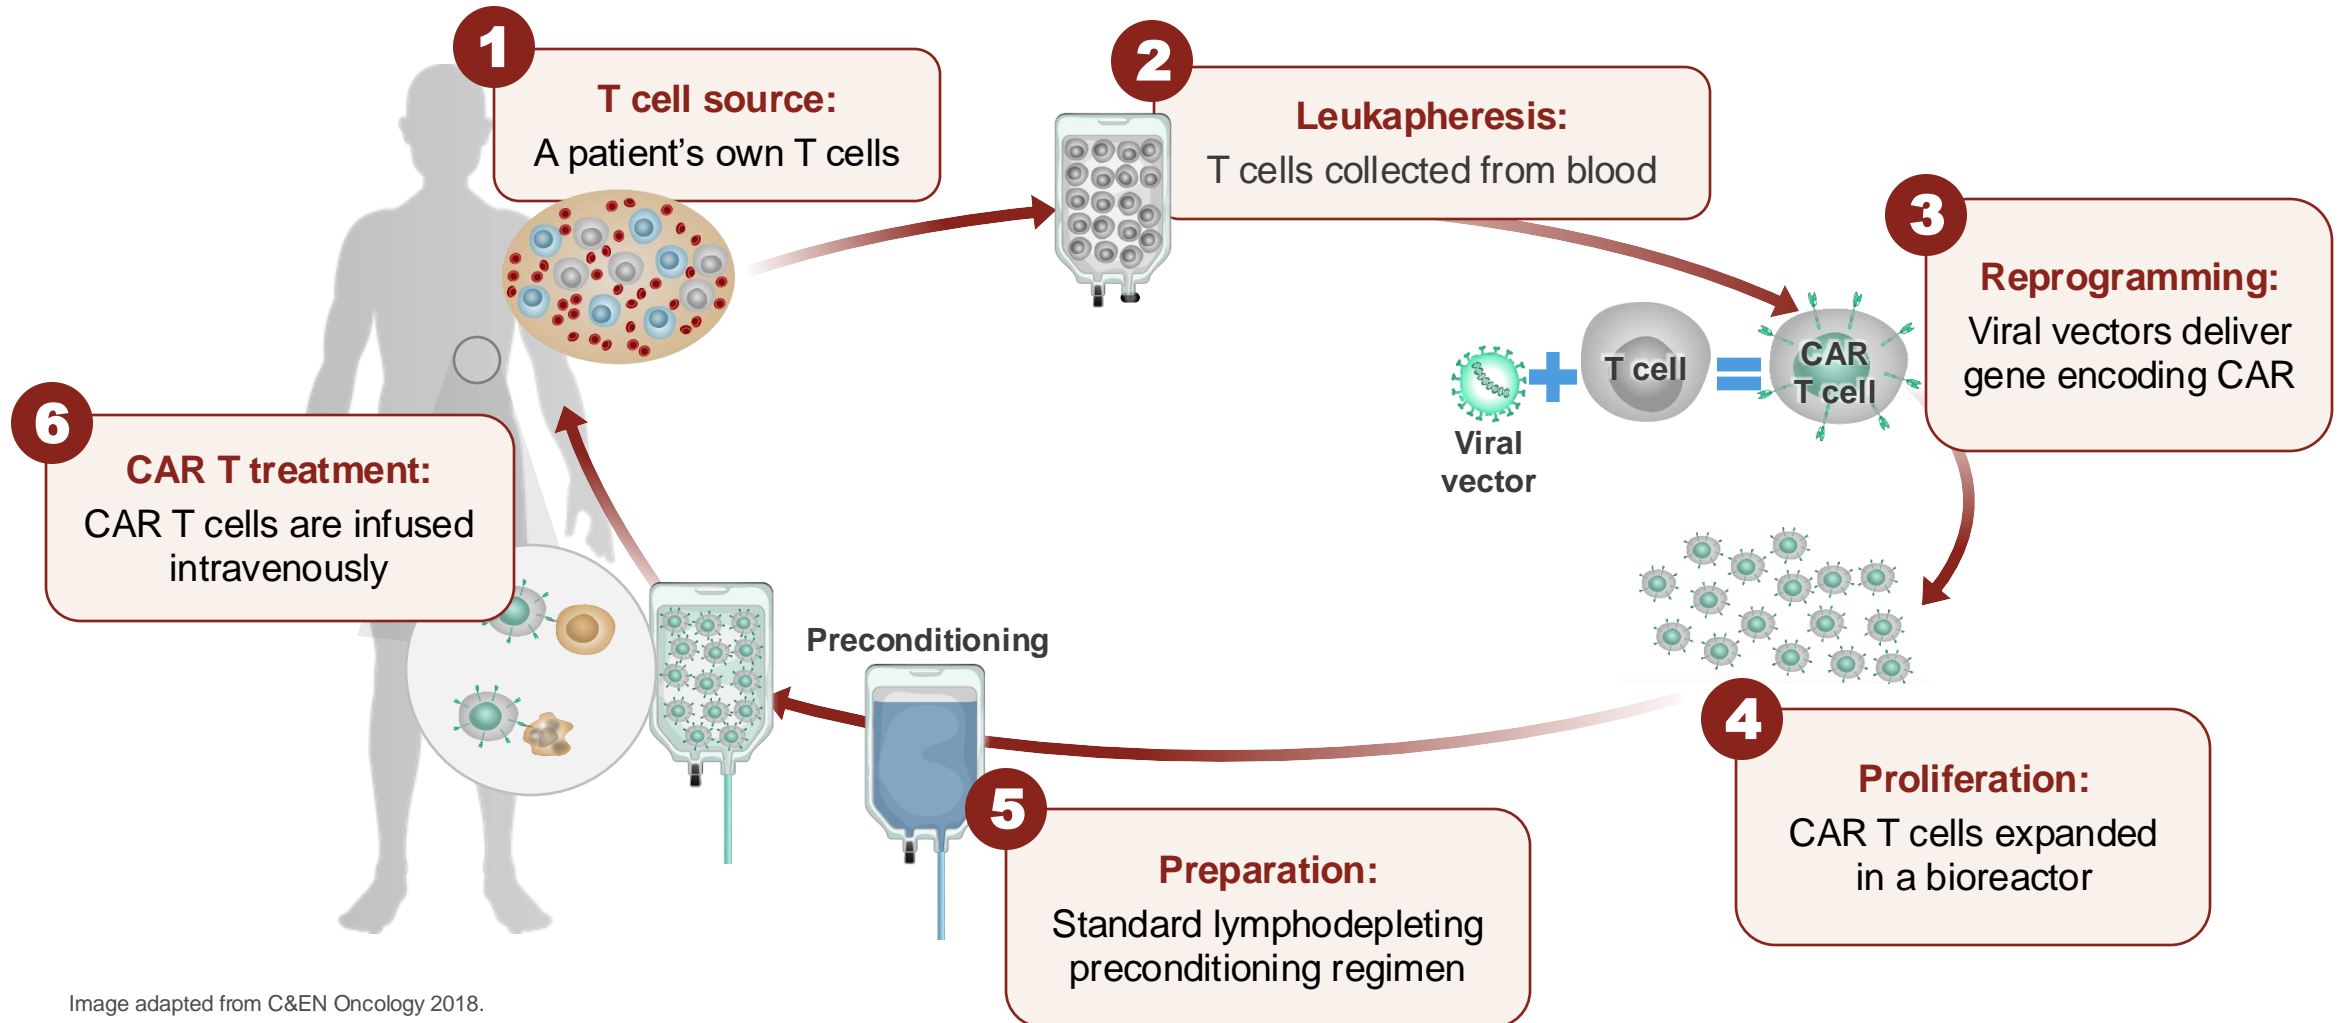 1
T cell source:
A patient’s own T cells
2
Leukapheresis:
T cells collected from blood
3
Reprogramming:
Viral vectors deliver
gene encoding CAR
Viral
vector
T cell
CAR
T cell
4
Proliferation:
CAR T cells expanded
in a bioreactor
Preconditioning
5
Preparation:
Standard lymphodepleting
preconditioning regimen
6
CAR T treatment:
CAR T cells are infused
intravenously
Image adapted from C&EN Oncology 2018.